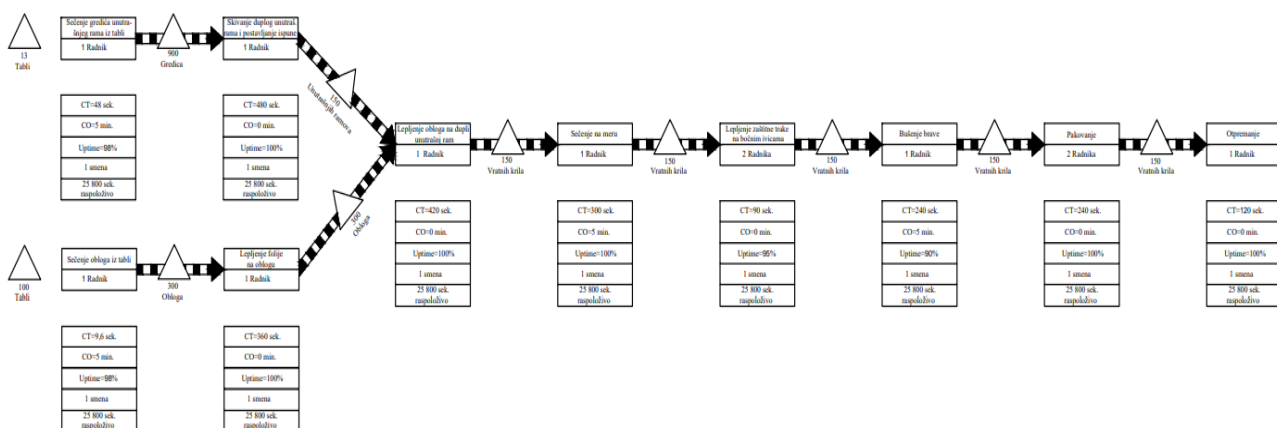 13
Tabli
Sečenje gredića unutra-
šnjeg rama iz tabli
1 Radnik
900
Gredica
Skivanje duplog unutraš.
rama i postavljanje ispune
1 Radnik
CT=48 sek.
CO=5 min.
Uptime=98%
1 smena
25 800 sek.
raspoloživo
CT=480 sek.
CO=0 min.
Uptime=100%
1 smena
25 800 sek.
raspoloživo
150
Unutrašnjih ramova
100
Tabli
Sečenje obloga iz tabli
1 Radnik
300
Obloga
Lepljenje folije
na oblogu
1 Radnik
300
Obloga
CT=9,6 sek.
CO=5 min.
Uptime=98%
1 smena
25 800 sek.
raspoloživo
CT=360 sek.
CO=0 min.
Uptime=100%
1 smena
25 800 sek.
raspoloživo
Lepljenje obloga na dupli
unutrašnj ram
1 Radnik
150
Vratnih krila
Sečenje na meru
1 Radnik
150
Vratnih krila
Lepljenje zaštitne trake
na bočnim ivicama
2 Radnika
150
Vratnih krila
Bušenje brave
1 Radnik
150
Vratnih krila
Pakovanje
2 Radnika
150
Vratnih krila
Otpremanje
1 Radnik
CT=420 sek.
CO=0 min.
Uptime=100%
1 smena
25 800 sek.
raspoloživo
CT=300 sek.
CO=5 min.
Uptime=100%
1 smena
25 800 sek.
raspoloživo
CT=90 sek.
CO=0 min.
Uptime=95%
1 smena
25 800 sek.
raspoloživo
CT=240 sek.
CO=5 min.
Uptime=90%
1 smena
25 800 sek.
raspoloživo
CT=240 sek.
CO=0 min.
Uptime=100%
1 smena
25 800 sek.
raspoloživo
CT=120 sek.
CO=0 min.
Uptime=100%
1 smena
25 800 sek.
raspoloživo